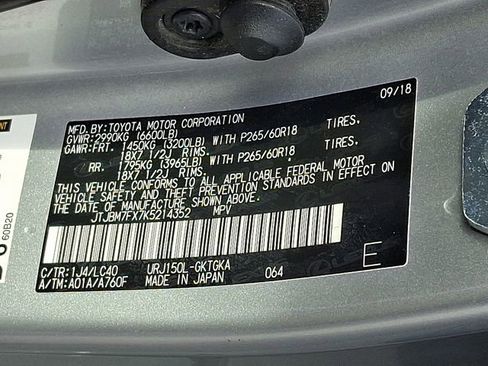 MFD.BY:TOYOTA MOTOR CORPORATION 09/18
GVWR:2990KG (6600LB)
GAWR:FRT. 1450KG (3200LB) WITH P265/60R18 TIRES.
18X7 1/2J RIMS.
RR. 1795KG (3965LB) WITH P265/60R18 TIRES.
18X7 1/2J RIMS.
THIS VEHICLE CONFORMS TO ALL APPLICABLE FEDERAL MOTOR
VEHICLE SAFETY AND THEFT PREVENTION STANDARDS IN EFFECT ON
THE DATE OF MANUFACTURE SHOWN ABOVE.
JTJBM7FX7K5214352 MPV
C/TR:1J4/LC40 URJ150L-GKTGKA 064 E
A/TM:A01A/A760F MADE IN JAPAN
60B20